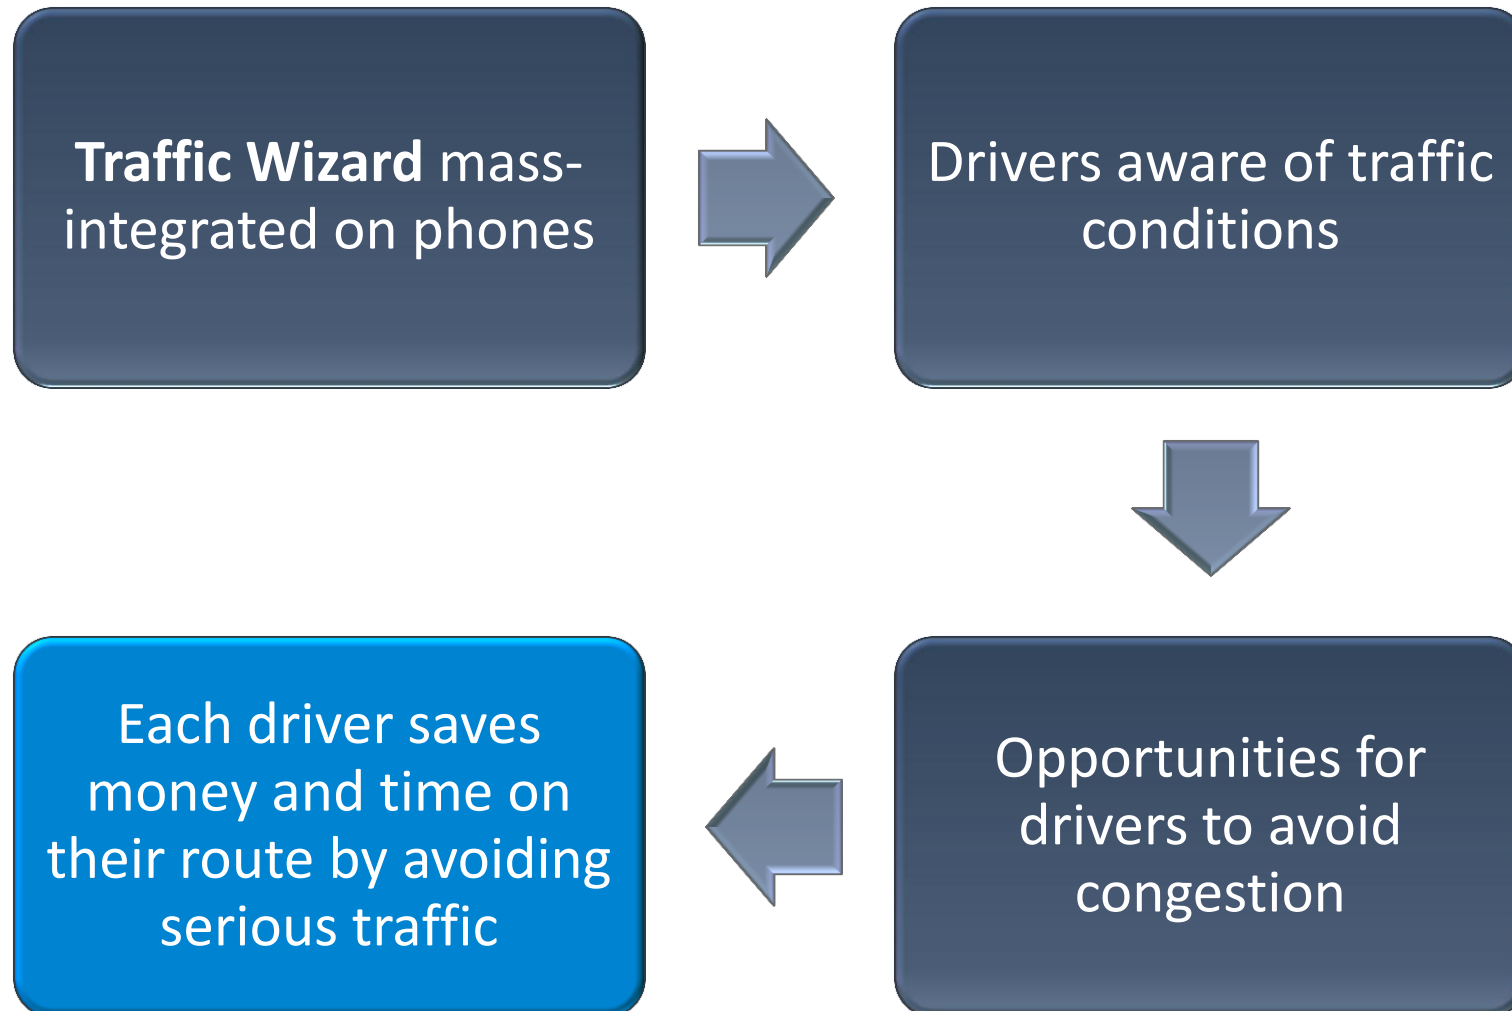 Traffic Wizard mass-
integrated on phones
Drivers aware of traffic
conditions
Opportunities for
drivers to avoid
congestion
Each driver saves
money and time on
their route by avoiding
serious traffic